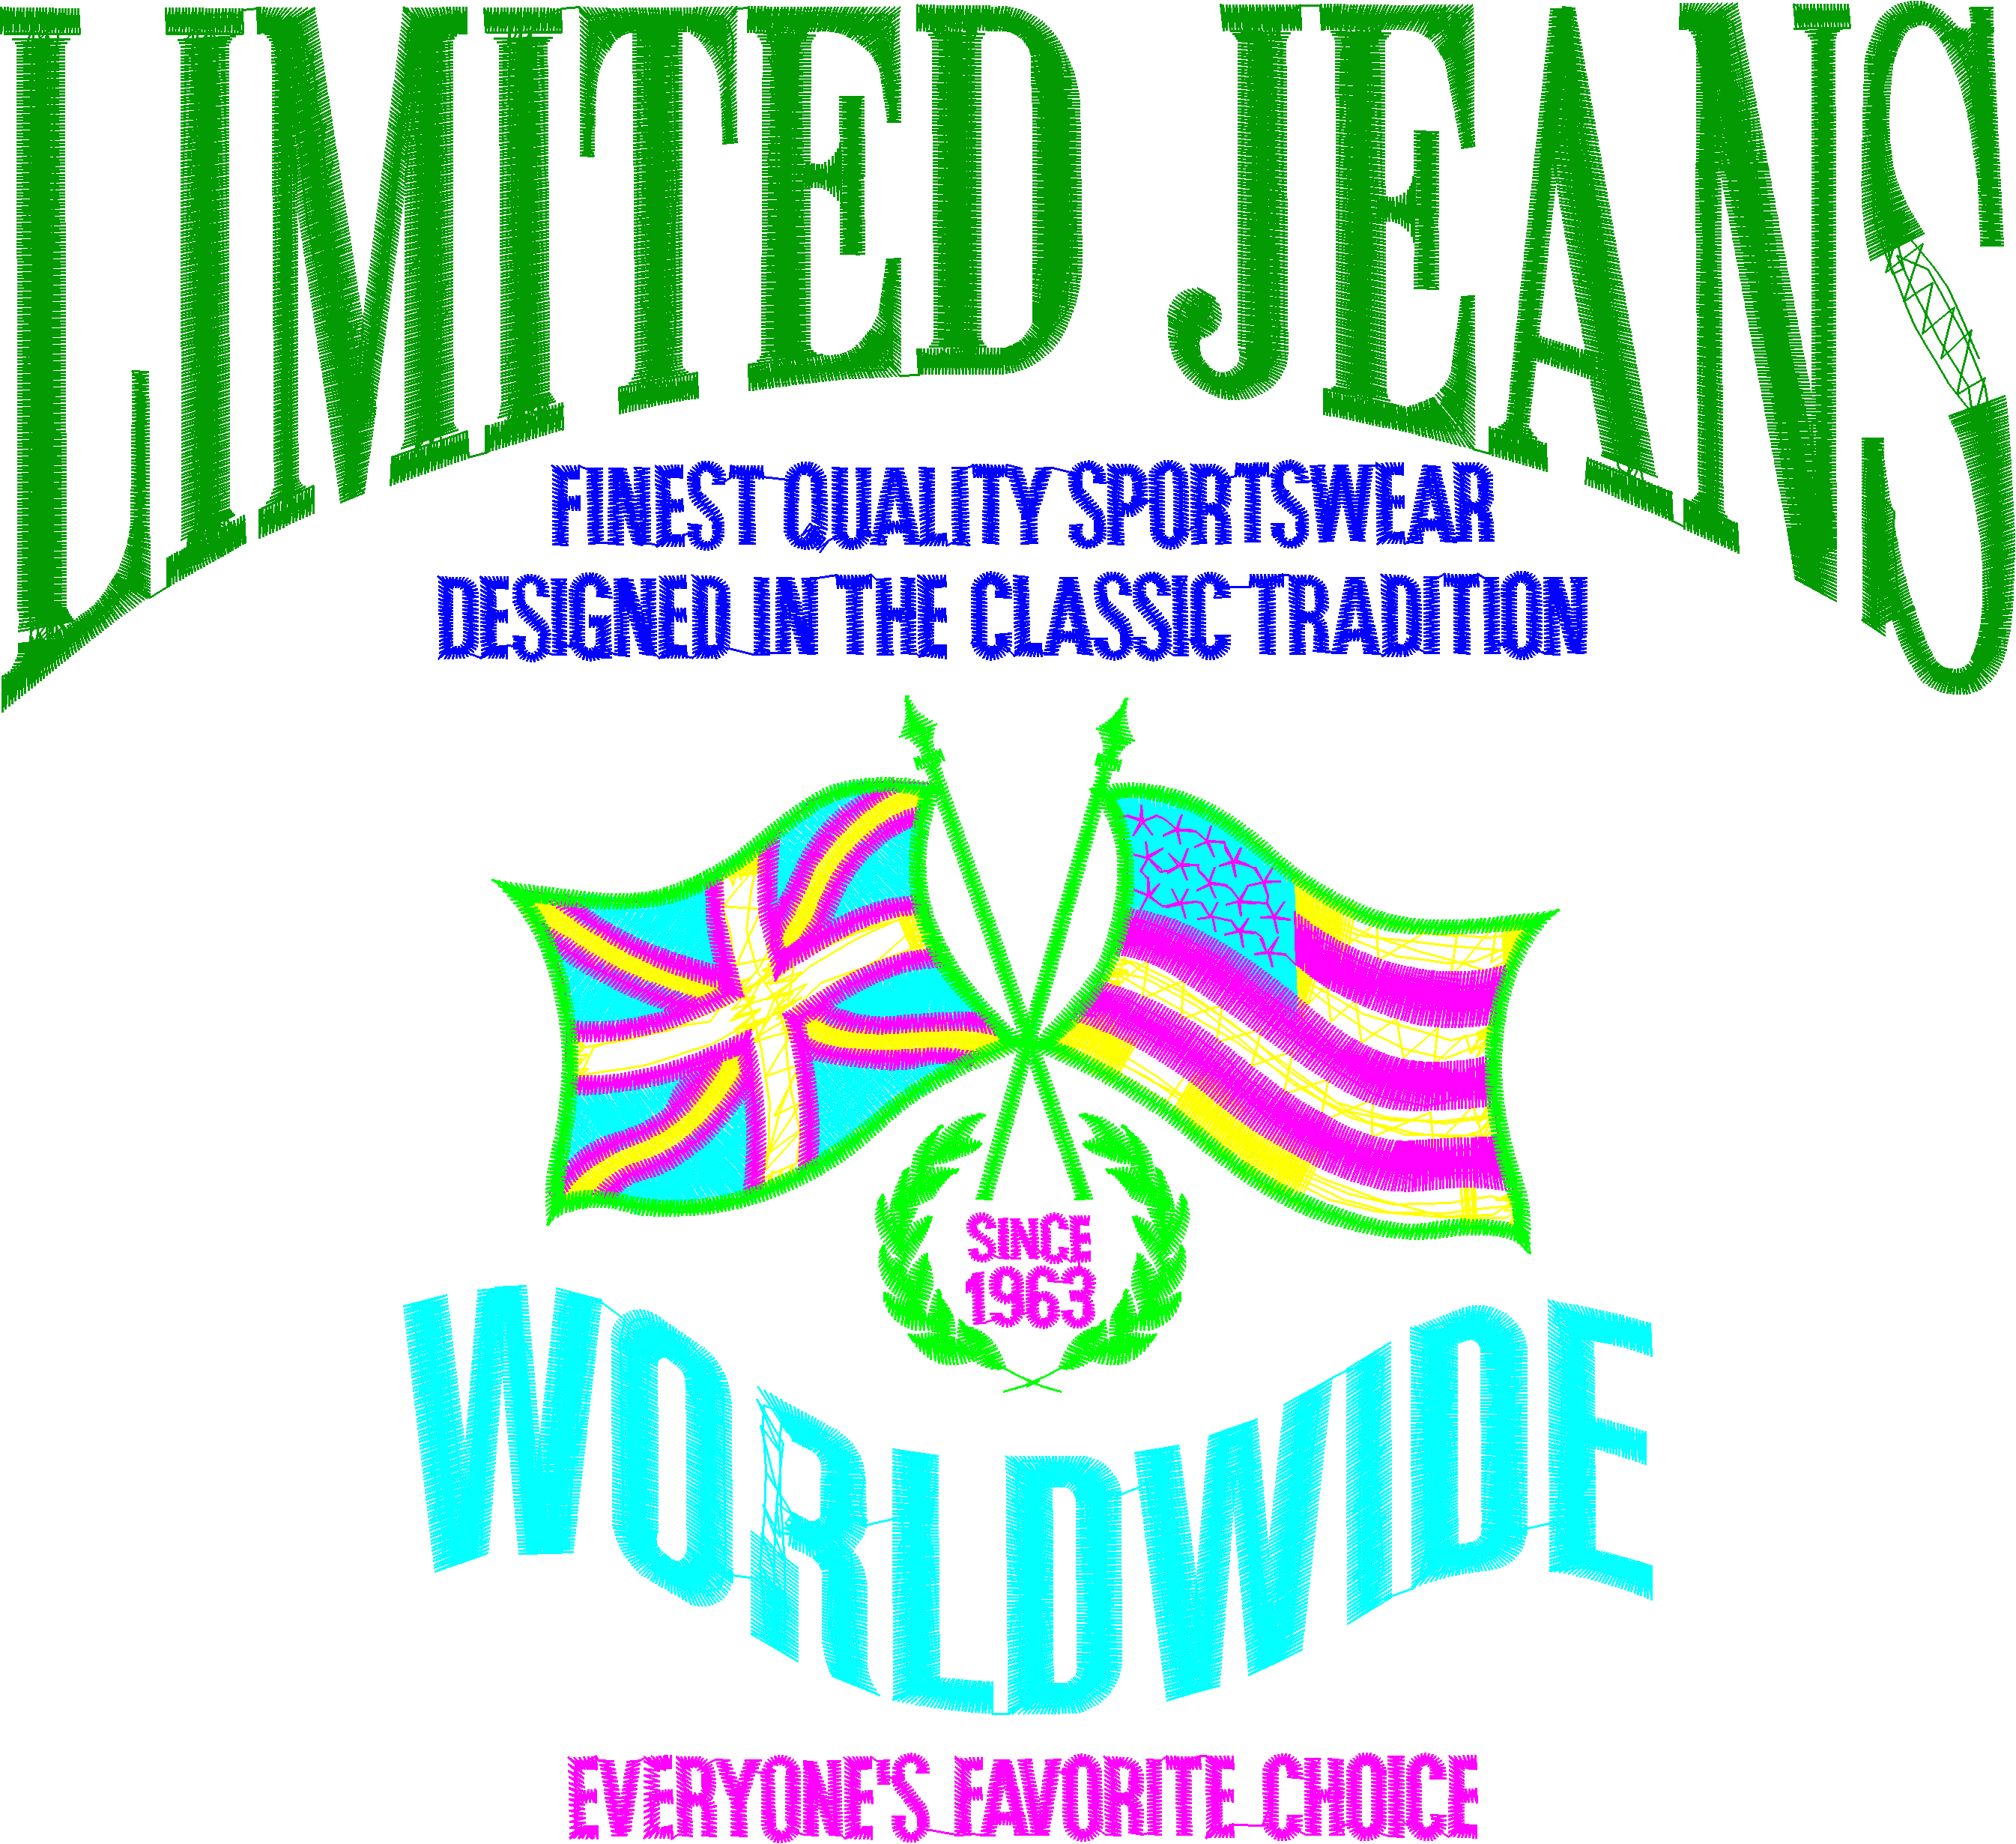 LIMITED JEANS
FINEST QUALITY SPORTSWEAR
DESIGNED IN THE CLASSIC TRADITION
SINCE
1963
WORLDWIDE
EVERYONE'S FAVORITE CHOICE